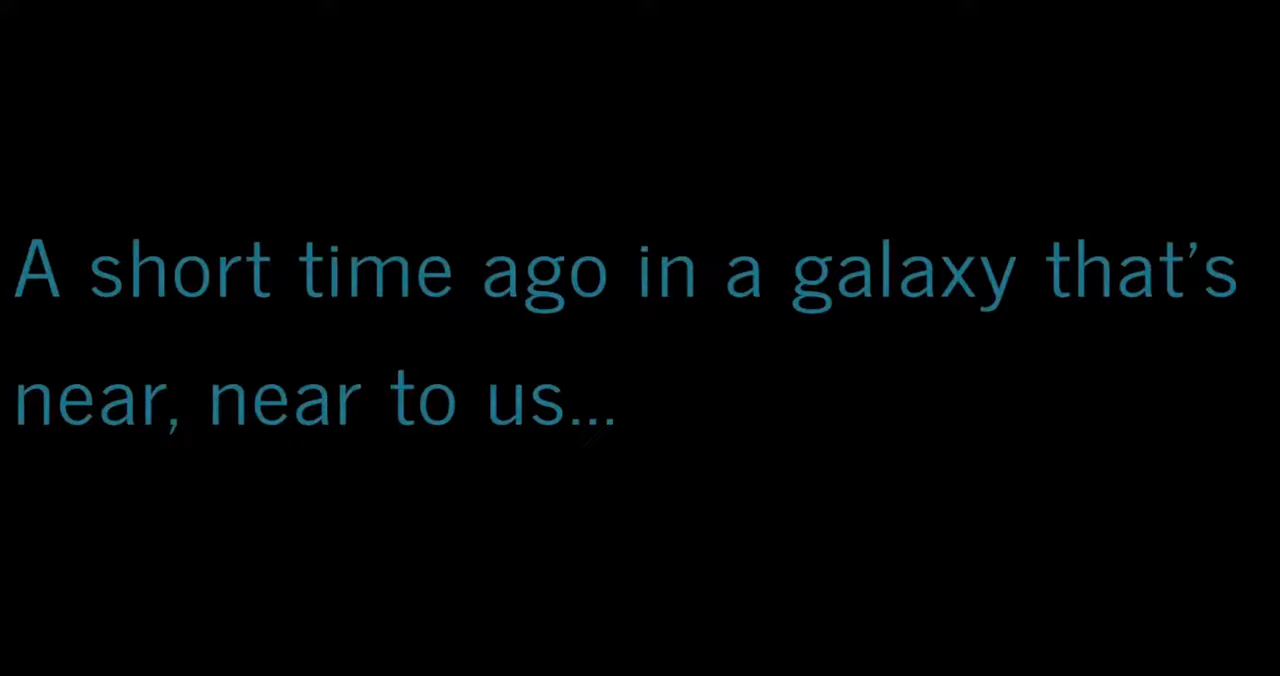 A short time ago in a galaxy that’s
near, near to us...